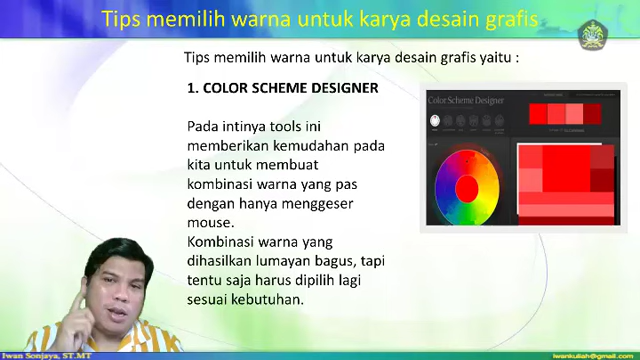 Tips memilih warna untuk karya desain grafis
Tips memilih warna untuk karya desain grafis yaitu :
1. COLOR SCHEME DESIGNER
Pada intinya tools ini
memberikan kemudahan pada
kita untuk membuat
kombinasi warna yang pas
dengan hanya menggeser
mouse.
Kombinasi warna yang
dihasilkan lumayan bagus, tapi
tentu saja harus dipilih lagi
sesuai kebutuhan.
Color Scheme Designer
Iwan Sonjaya, ST.MT
iwankuliah@gmail.com